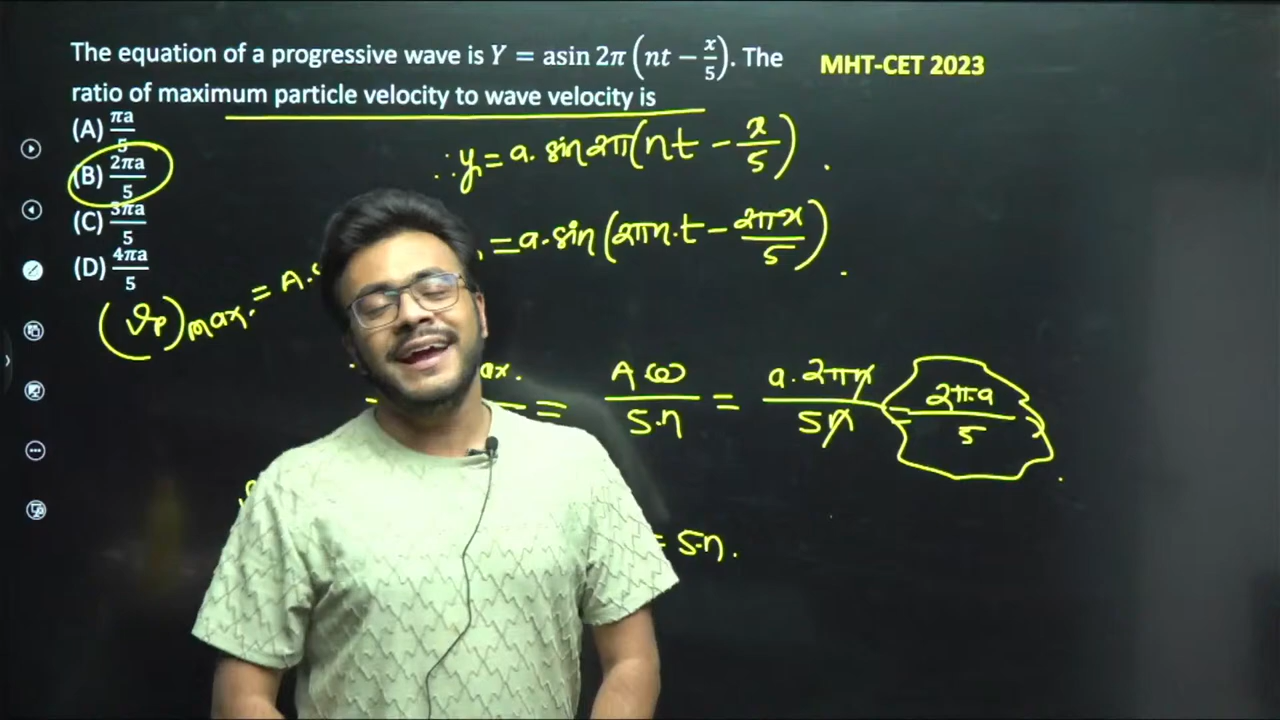 The equation of a progressive wave is Y = asin 2π (nt − x/5). The
ratio of maximum particle velocity to wave velocity is
MHT-CET 2023
(A) πa/5
(B) 2πa/5
(C) 3πa/5
(D) 4πa/5
∴ y = a. sin 2π (nt − x/5).
= a. sin (2πn.t − 2πx/5).
(vp)max. = A.
ax. = Aω/5.n = a.2πn/5n = 2πa/5.
= 5.n.